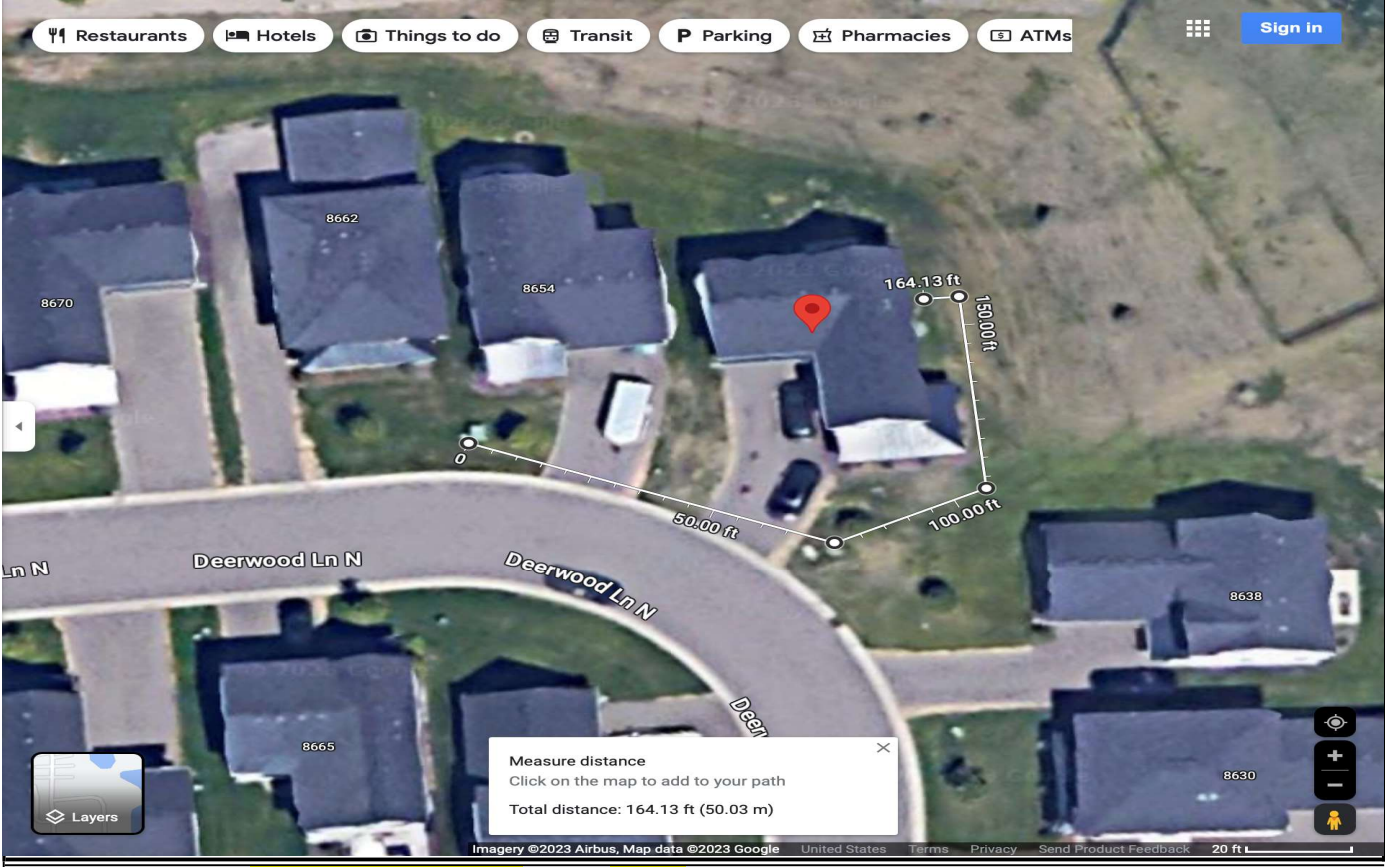 Restaurants
Hotels
Things to do
Transit
Parking
Pharmacies
ATMs
Sign in
8662
8654
8670
164.13 ft
150.00 ft
0
50.00 ft
100.00 ft
Ln N
Deerwood Ln N
Deerwood Ln N
8638
Deerv
8665
8630
Measure distance
Click on the map to add to your path
Total distance: 164.13 ft (50.03 m)
Layers
Imagery ©2023 Airbus, Map data ©2023 Google United States Terms Privacy Send Product Feedback 20 ft